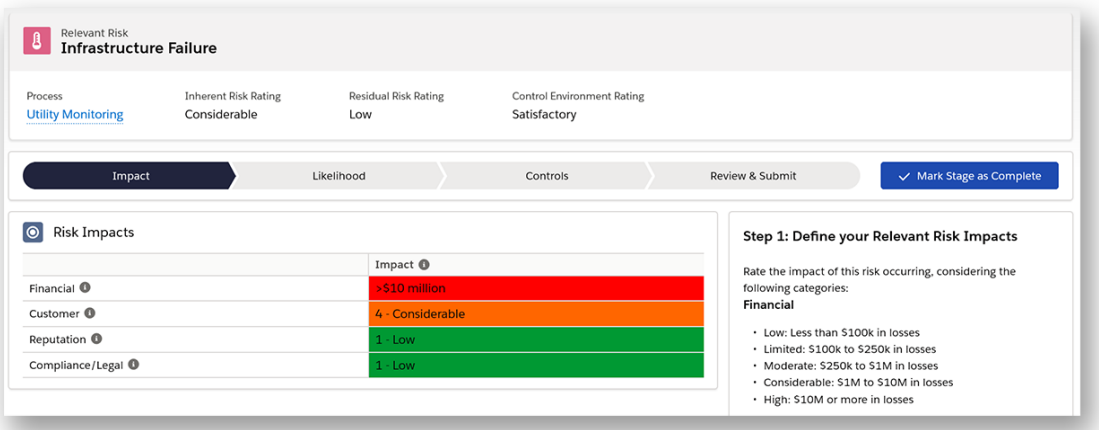 Relevant Risk
Infrastructure Failure
Process Inherent Risk Rating Residual Risk Rating Control Environment Rating
Utility Monitoring Considerable Low Satisfactory
Impact Likelihood Controls Review & Submit Mark Stage as Complete
Risk Impacts
Impact
Financial >$10 million
Customer 4 - Considerable
Reputation 1 - Low
Compliance/Legal 1 - Low
Step 1: Define your Relevant Risk Impacts
Rate the impact of this risk occurring, considering the
following categories:
Financial
• Low: Less than $100k in losses
• Limited: $100k to $250k in losses
• Moderate: $250k to $1M in losses
• Considerable: $1M to $10M in losses
• High: $10M or more in losses